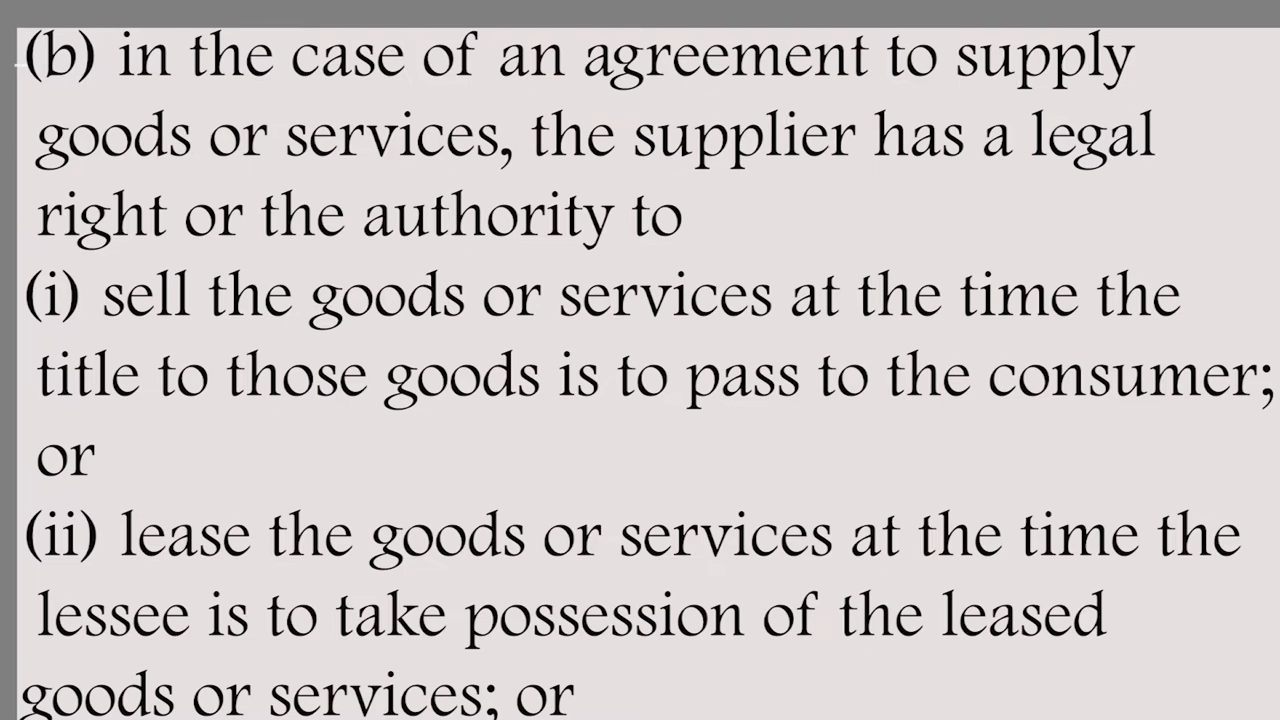 (b) in the case of an agreement to supply
goods or services, the supplier has a legal
right or the authority to
(i) sell the goods or services at the time the
title to those goods is to pass to the consumer;
or
(ii) lease the goods or services at the time the
lessee is to take possession of the leased
goods or services; or